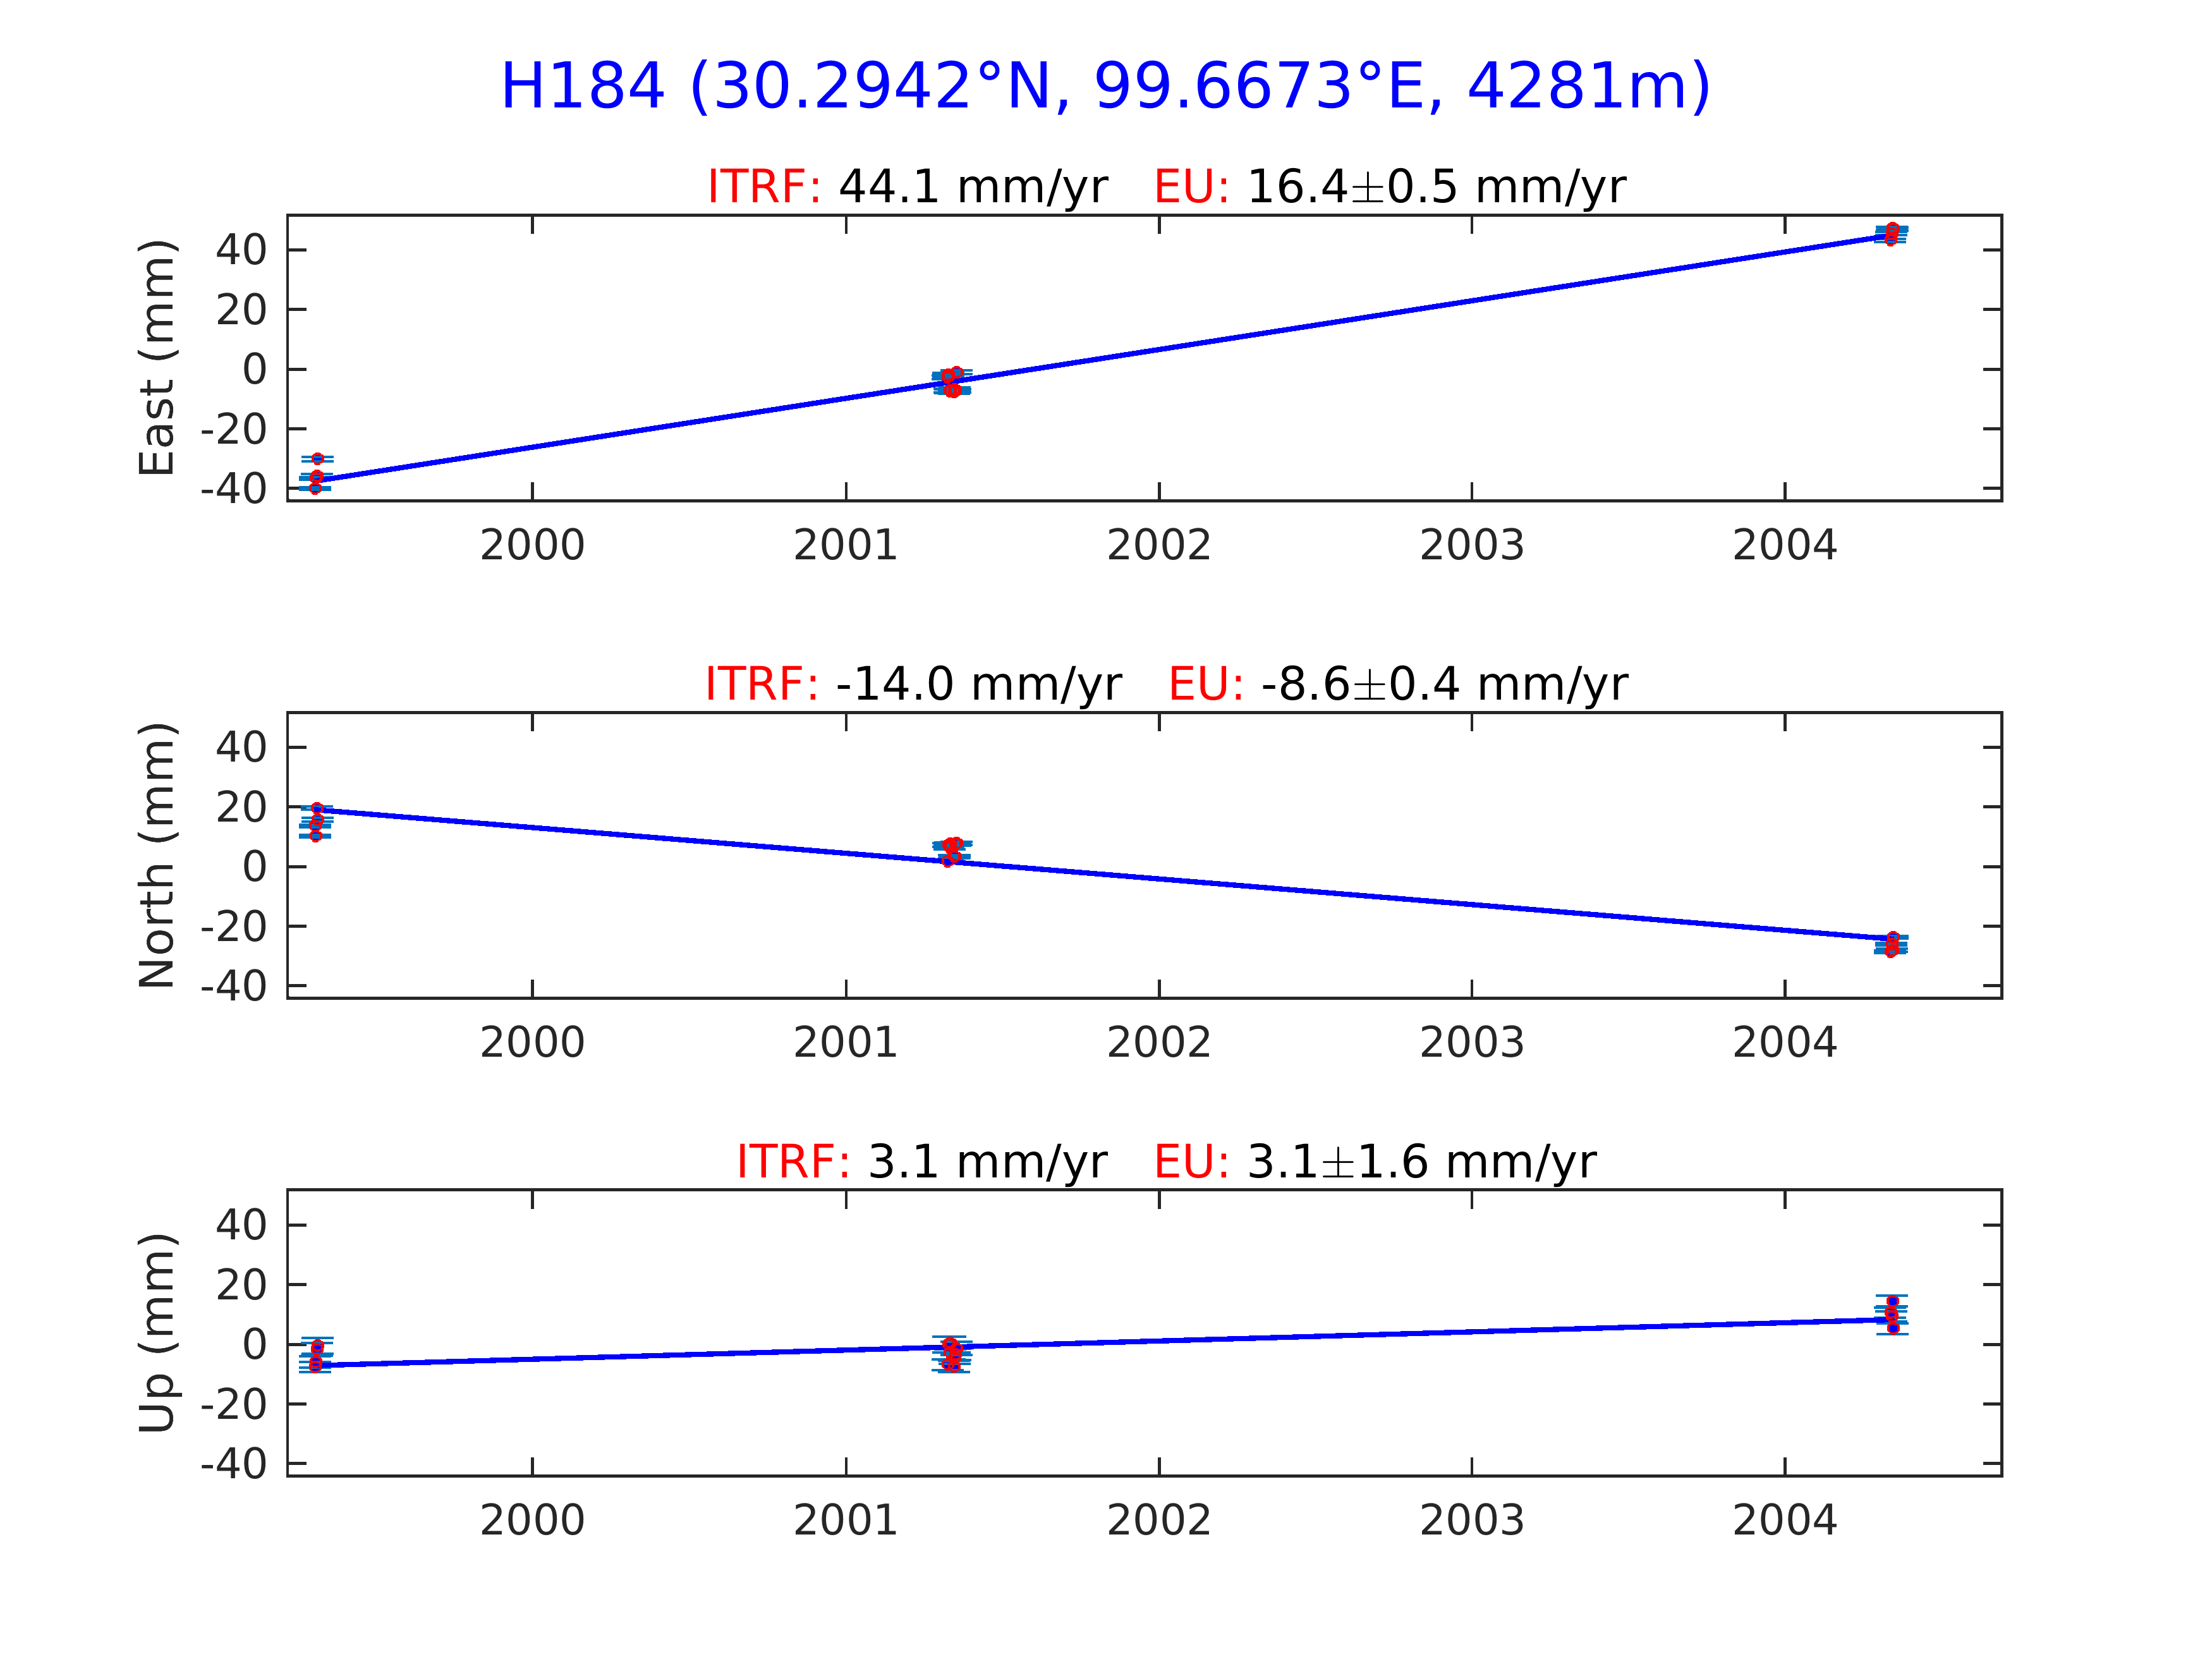 H184 (30.2942°N, 99.6673°E, 4281m)
ITRF: 44.1 mm/yr EU: 16.4±0.5 mm/yr
East (mm)
40
20
0
-20
-40
2000 2001 2002 2003 2004
ITRF: -14.0 mm/yr EU: -8.6±0.4 mm/yr
North (mm)
40
20
0
-20
-40
2000 2001 2002 2003 2004
ITRF: 3.1 mm/yr EU: 3.1±1.6 mm/yr
Up (mm)
40
20
0
-20
-40
2000 2001 2002 2003 2004